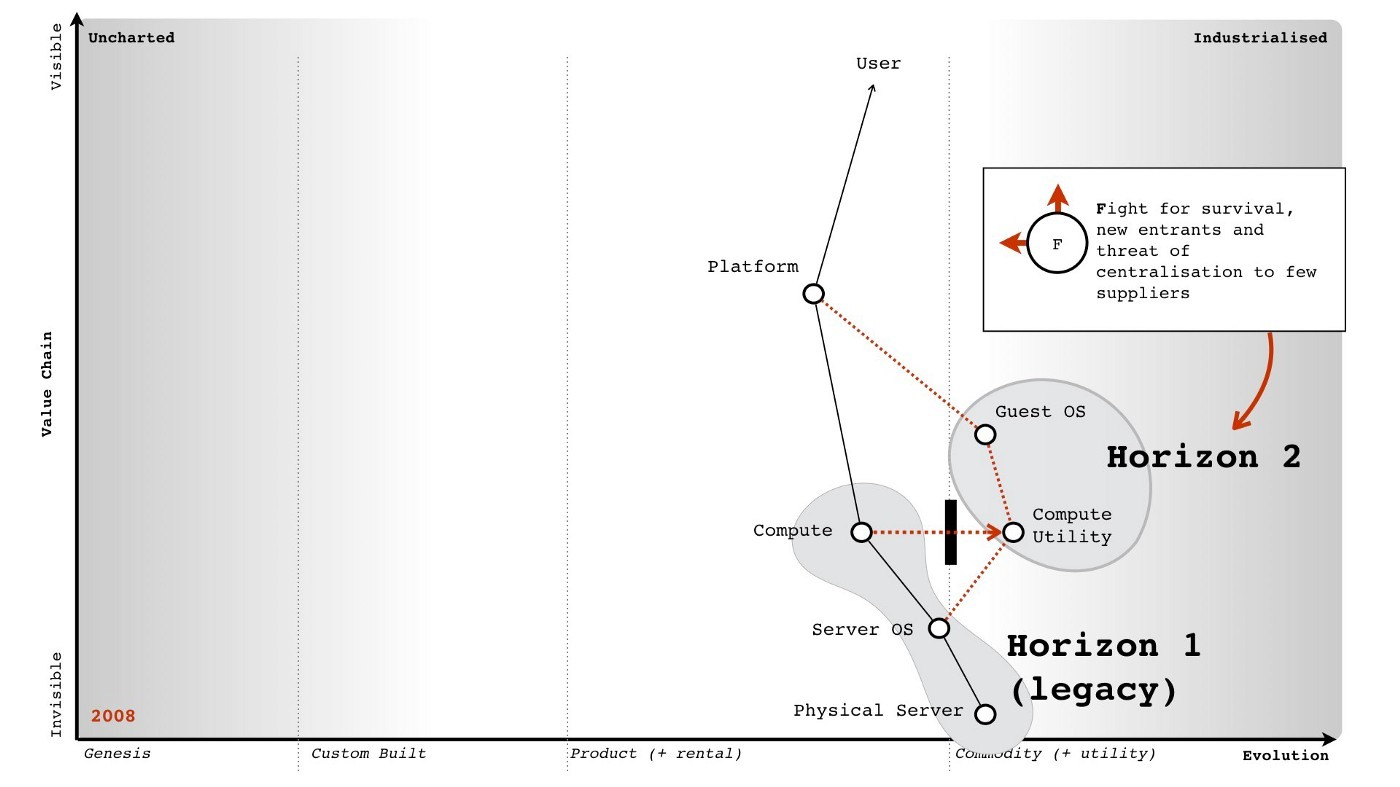 Visible
Uncharted
Industrialised
User
Fight for survival,
new entrants and
threat of
centralisation to few
suppliers
F
Platform
Value Chain
Guest OS
Horizon 2
Compute
Compute
Utility
Server OS
Horizon 1
(legacy)
Physical Server
Invisible
2008
Genesis
Custom Built
Product (+ rental)
Commodity (+ utility)
Evolution